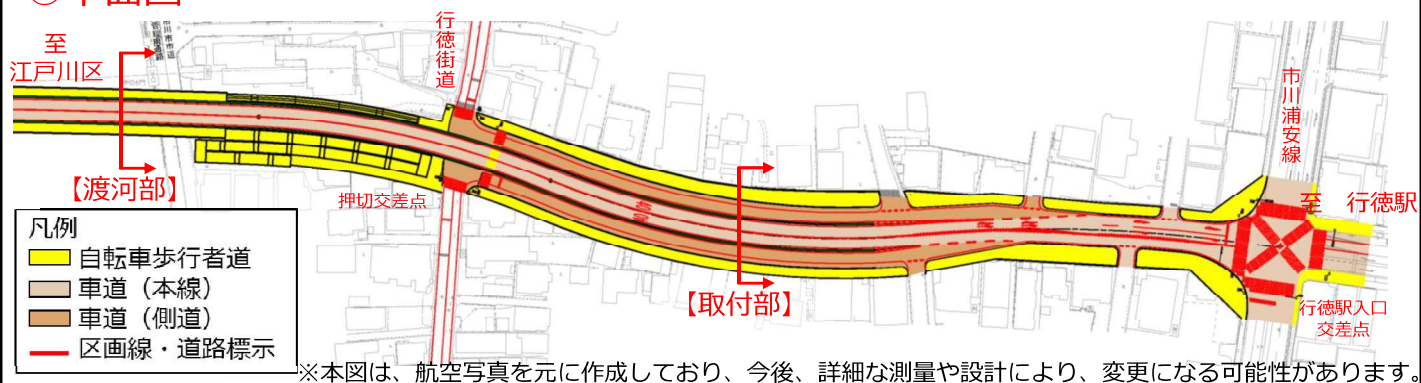 平面図
至
江戸川区
行徳街道
市川浦安線
至 行徳駅
【渡河部】
押切交差点
【取付部】
行徳駅入口
交差点
凡例
自転車歩行者道
車道（本線）
車道（側道）
区画線・道路標示
※本図は、航空写真を元に作成しており、今後、詳細な測量や設計により、変更になる可能性があります。